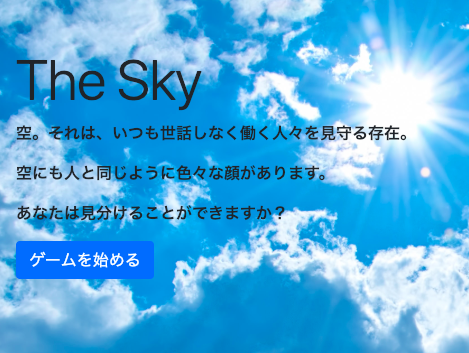 The Sky
空。それは、いつも世話しなく働く人々を見守る存在。
空にも人と同じように色々な顔があります。
あなたは見分けることができますか？
ゲームを始める